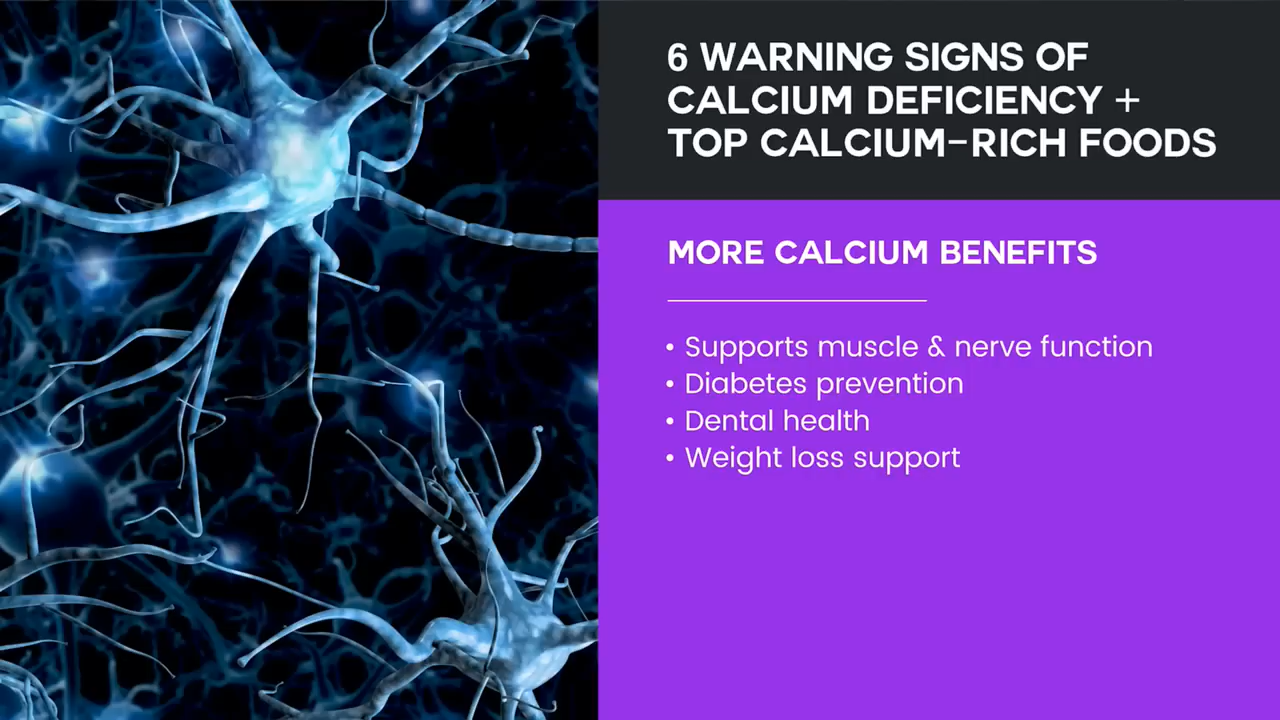 6 WARNING SIGNS OF
CALCIUM DEFICIENCY +
TOP CALCIUM-RICH FOODS
MORE CALCIUM BENEFITS
• Supports muscle & nerve function
• Diabetes prevention
• Dental health
• Weight loss support